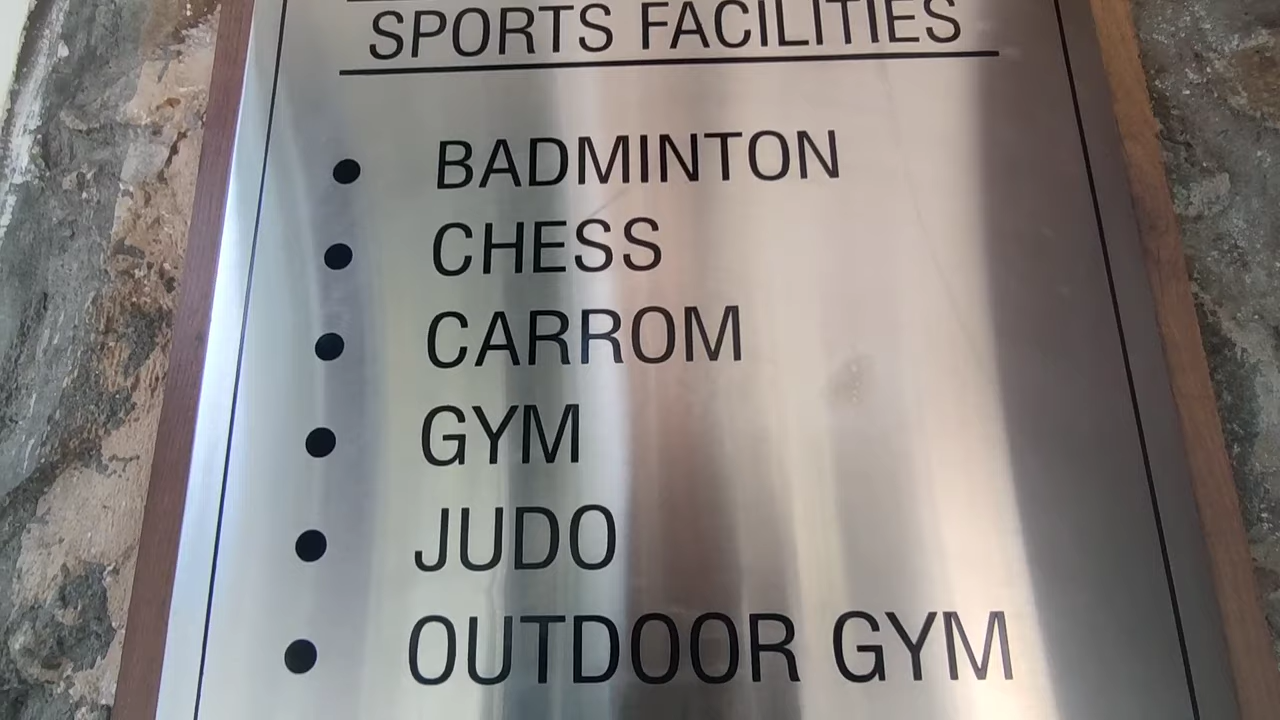 SPORTS FACILITIES
• BADMINTON
• CHESS
• CARROM
• GYM
• JUDO
• OUTDOOR GYM